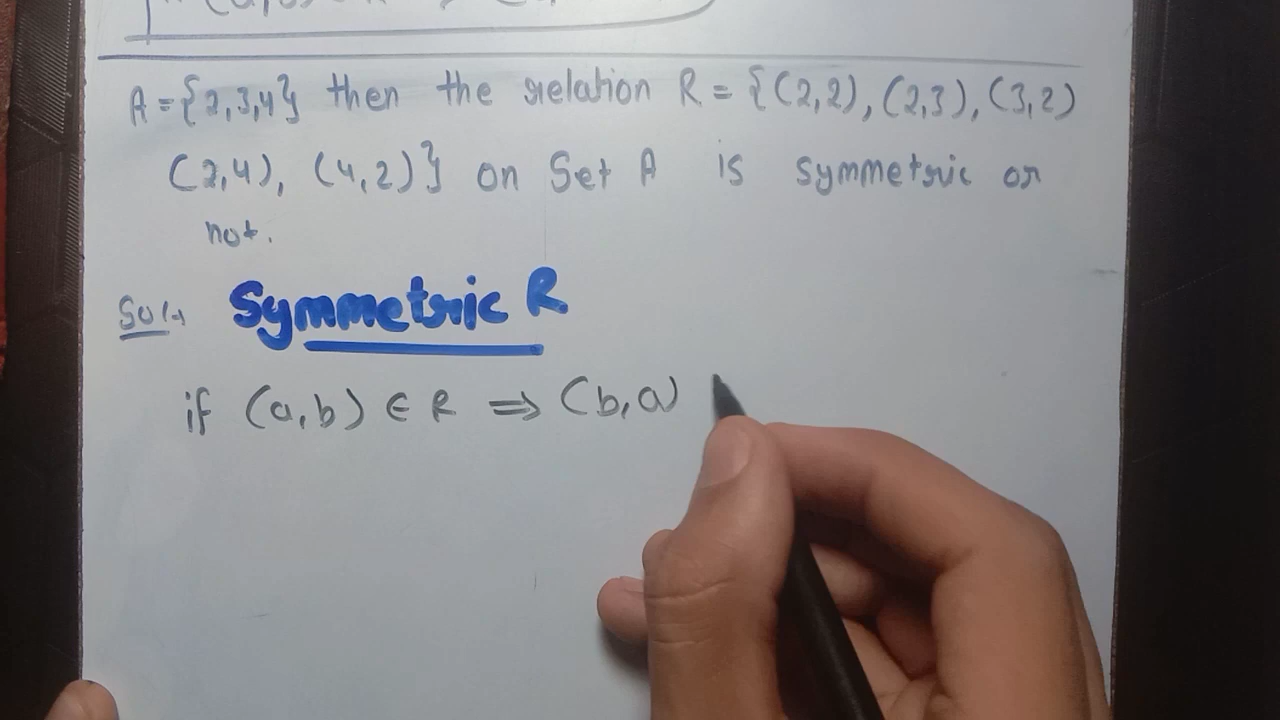 A = {2,3,4} then the relation R = {(2,2), (2,3), (3,2)
(2,4), (4,2)} on Set A is symmetric or
not.
Sol: Symmetric R
if (a,b) ∈ R ⇒ (b,a)